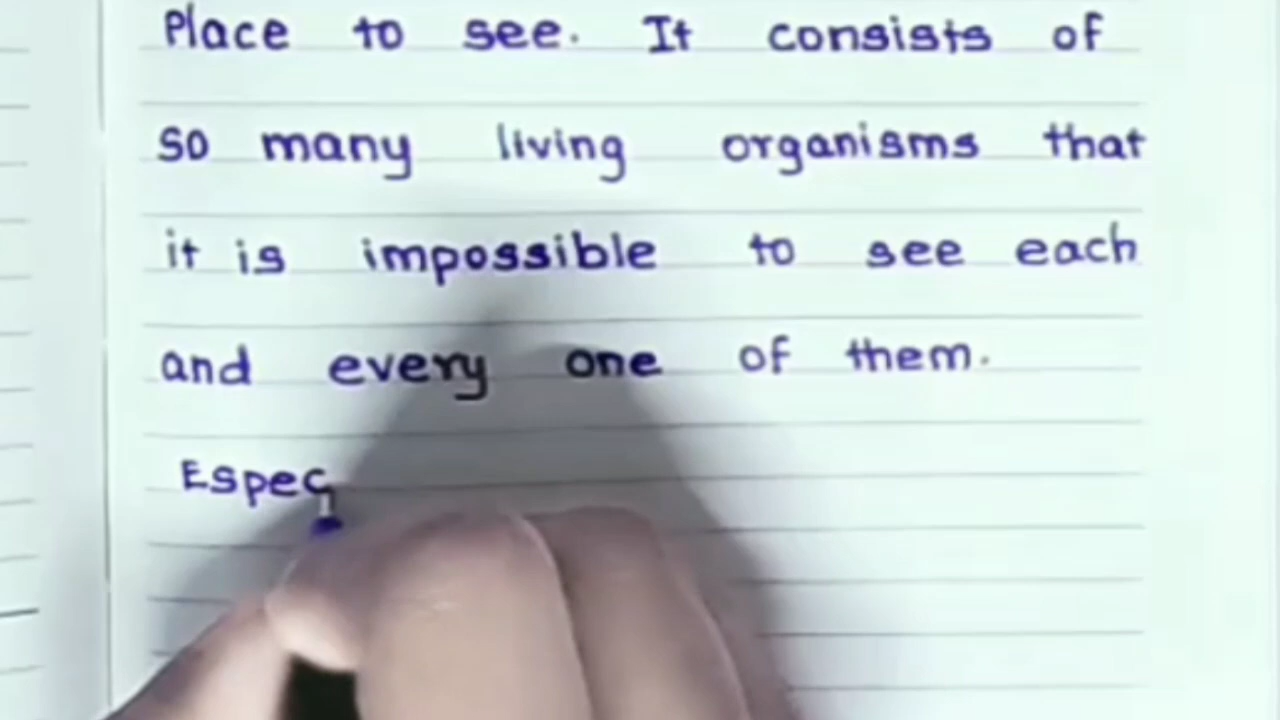 Place to see. It consists of
so many living organisms that
it is impossible to see each
and every one of them.
Espec